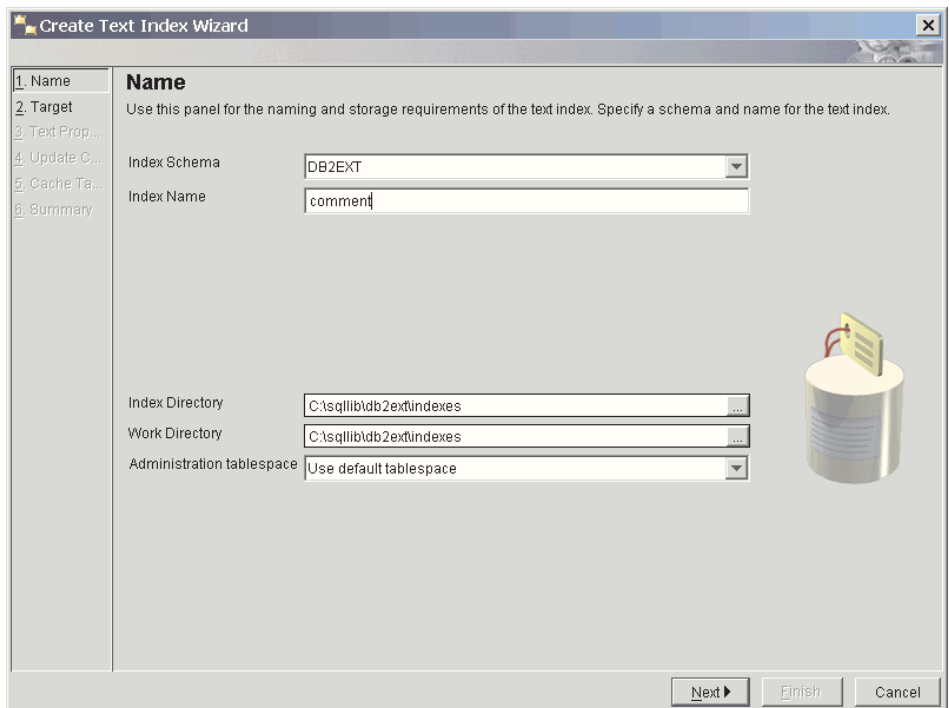 Create Text Index Wizard
1. Name
2. Target
3. Text Prop...
4. Update C...
5. Cache Ta...
6. Summary
Name
Use this panel for the naming and storage requirements of the text index. Specify a schema and name for the text index.
Index Schema
DB2EXT
Index Name
comment
Index Directory
C:\sqllib\db2ext\indexes
...
Work Directory
C:\sqllib\db2ext\indexes
...
Administration tablespace
Use default tablespace
Next
Finish
Cancel